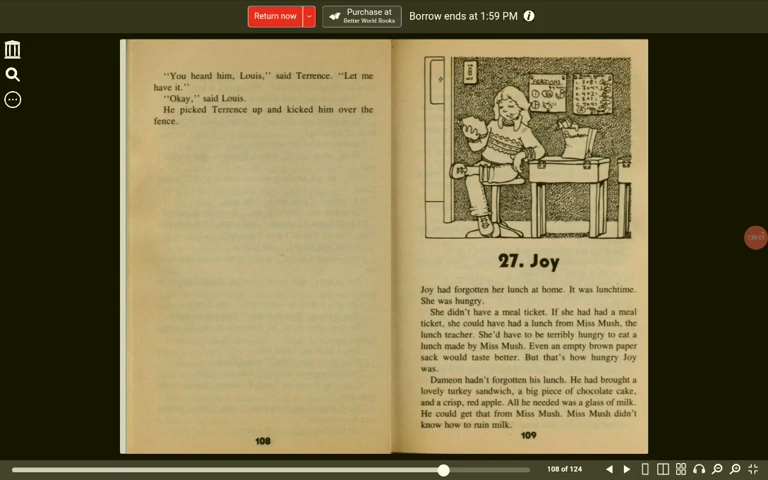 Return now
Purchase at
Better World Books
Borrow ends at 1:59 PM
"You heard him, Louis," said Terrence. "Let me
have it."
"Okay," said Louis.
He picked Terrence up and kicked him over the
fence.
108
27. Joy
Joy had forgotten her lunch at home. It was lunchtime.
She was hungry.
She didn't have a meal ticket. If she had had a meal
ticket, she could have had a lunch from Miss Mush, the
lunch teacher. She'd have to be terribly hungry to eat a
lunch made by Miss Mush. Even an empty brown paper
sack would taste better. But that's how hungry Joy
was.
Dameon hadn't forgotten his lunch. He had brought a
lovely turkey sandwich, a big piece of chocolate cake,
and a crisp, red apple. All he needed was a glass of milk.
He could get that from Miss Mush. Miss Mush didn't
know how to ruin milk.
109
108 of 124